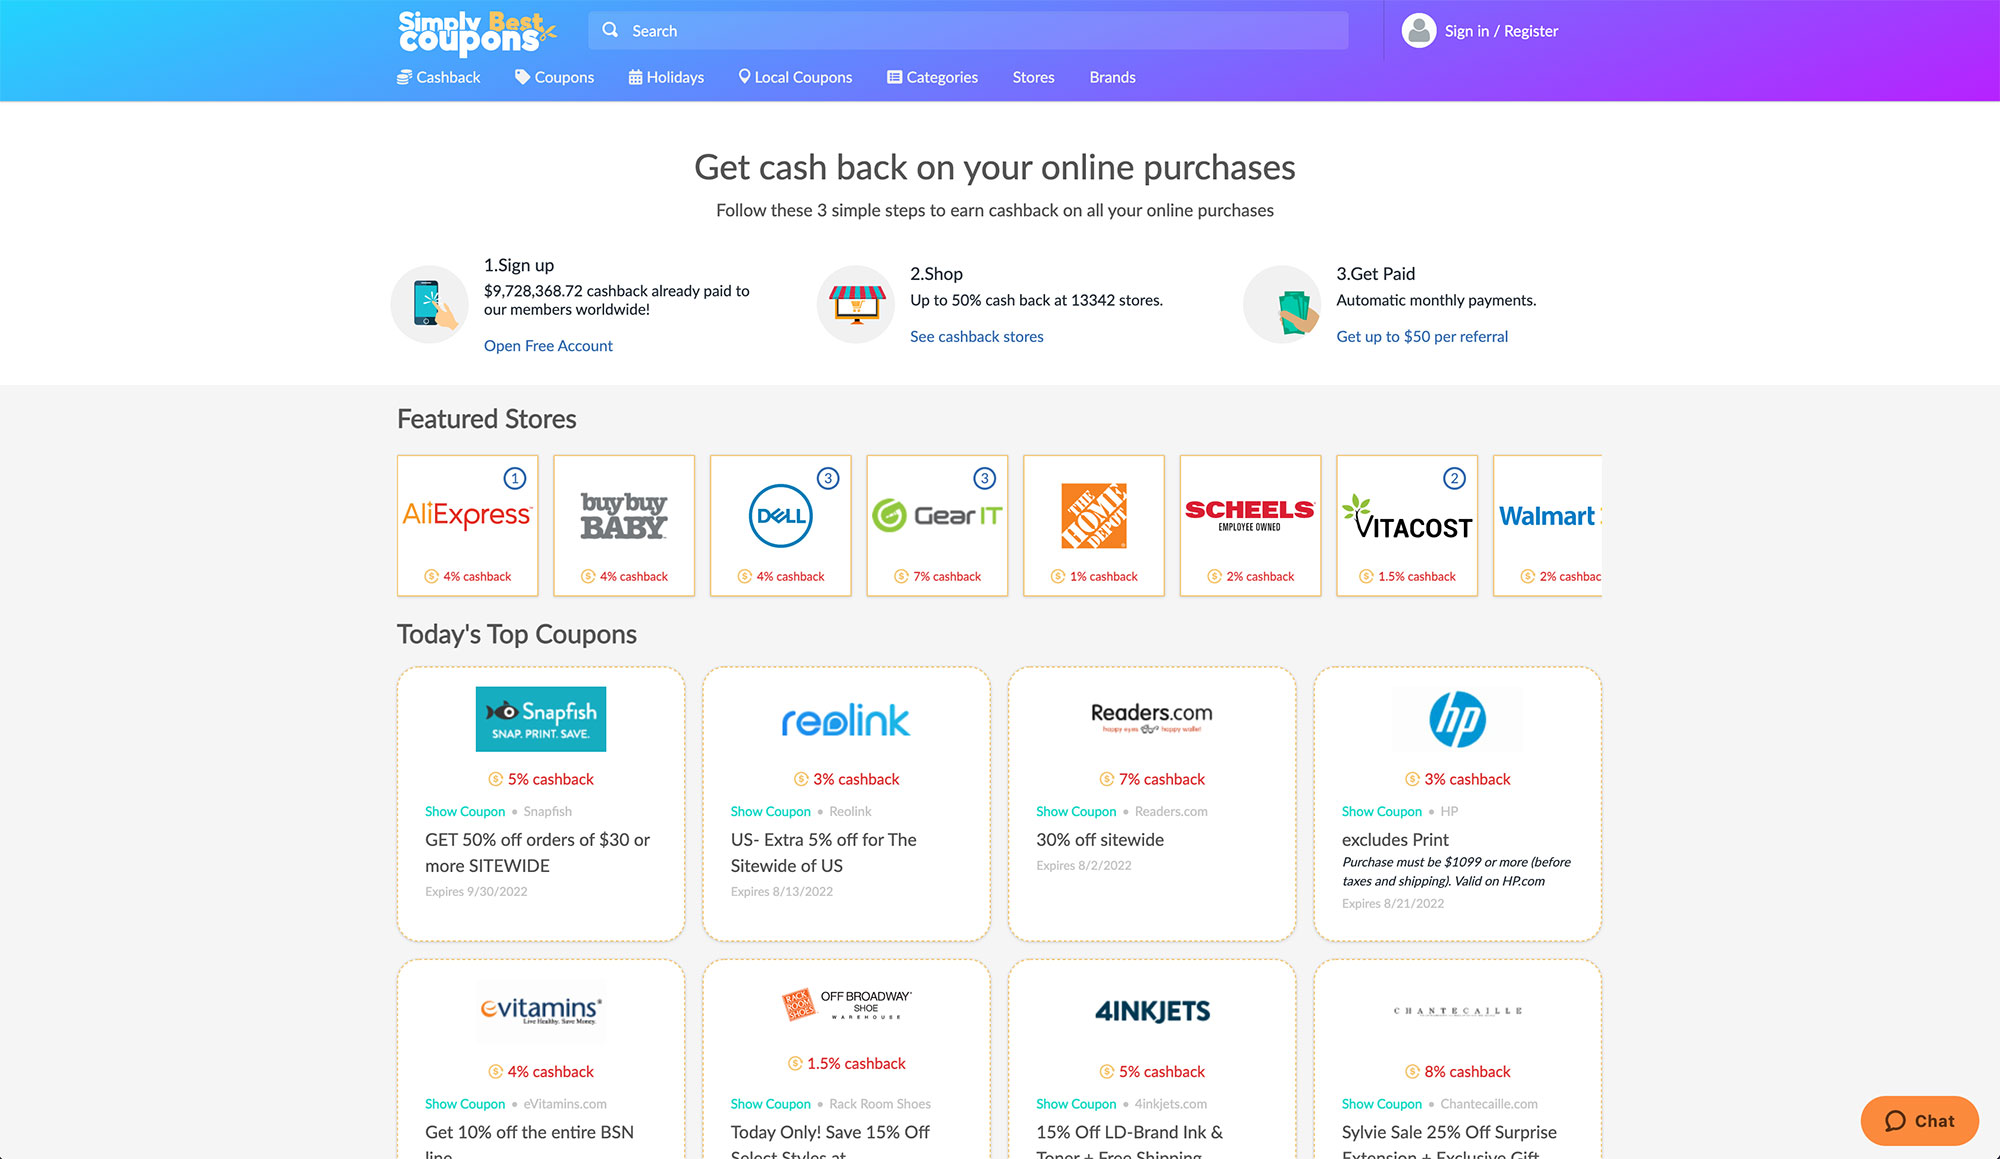 Simply Best
coupons
Search
Sign in / Register
Cashback
Coupons
Holidays
Local Coupons
Categories
Stores
Brands
Get cash back on your online purchases
Follow these 3 simple steps to earn cashback on all your online purchases
1.Sign up
$9,728,368.72 cashback already paid to
our members worldwide!
Open Free Account
2.Shop
Up to 50% cash back at 13342 stores.
See cashback stores
3.Get Paid
Automatic monthly payments.
Get up to $50 per referral
Featured Stores
1
AliExpress
4% cashback
buybuy
BABY
4% cashback
3
DELL
4% cashback
3
GearIT
7% cashback
THE
HOME
DEPOT
1% cashback
SCHEELS
EMPLOYEE OWNED
2% cashback
2
VITACOST
1.5% cashback
Walmart
2% cashbac
Today's Top Coupons
Snapfish
SNAP. PRINT. SAVE.
5% cashback
Show Coupon • Snapfish
GET 50% off orders of $30 or
more SITEWIDE
Expires 9/30/2022
reolink
3% cashback
Show Coupon • Reolink
US- Extra 5% off for The
Sitewide of US
Expires 8/13/2022
Readers.com
happy eyes happy wallet
7% cashback
Show Coupon • Readers.com
30% off sitewide
Expires 8/2/2022
hp
3% cashback
Show Coupon • HP
excludes Print
Purchase must be $1099 or more (before
taxes and shipping). Valid on HP.com
Expires 8/21/2022
evitamins
Live Healthy. Save Money.
4% cashback
Show Coupon • eVitamins.com
Get 10% off the entire BSN
line
RACK
ROOM
SHOES
OFF BROADWAY
SHOE
WAREHOUSE
1.5% cashback
Show Coupon • Rack Room Shoes
Today Only! Save 15% Off
Select Styles at
4INKJETS
5% cashback
Show Coupon • 4inkjets.com
15% Off LD-Brand Ink &
Toner + Free Shipping
CHANTECAILLE
8% cashback
Show Coupon • Chantecaille.com
Sylvie Sale 25% Off Surprise
Extension + Exclusive Gift
Chat